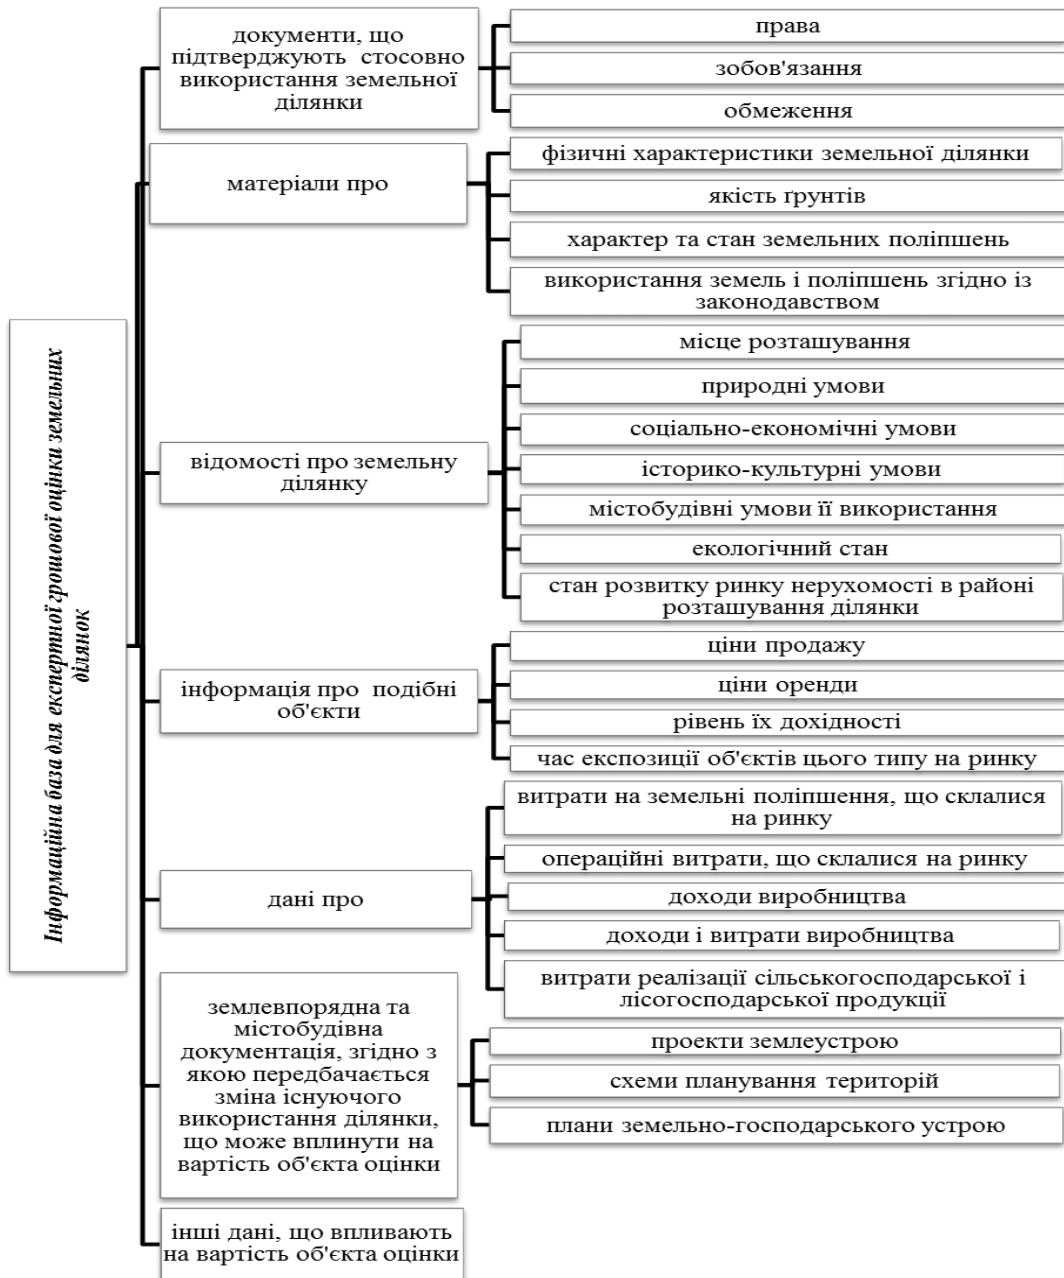 Інформаційна база для експертної грошової оцінки земельних
ділянок
документи, що
підтверджують стосовно
використання земельної
ділянки
права
зобов'язання
обмеження
матеріали про
фізичні характеристики земельної ділянки
якість ґрунтів
характер та стан земельних поліпшень
використання земель і поліпшень згідно із
законодавством
відомості про земельну
ділянку
місце розташування
природні умови
соціально-економічні умови
історико-культурні умови
містобудівні умови її використання
екологічний стан
стан розвитку ринку нерухомості в районі
розташування ділянки
інформація про подібні
об'єкти
ціни продажу
ціни оренди
рівень їх дохідності
час експозиції об'єктів цього типу на ринку
дані про
витрати на земельні поліпшення, що склалися
на ринку
операційні витрати, що склалися на ринку
доходи виробництва
доходи і витрати виробництва
витрати реалізації сільськогосподарської і
лісогосподарської продукції
землевпорядна та
містобудівна
документація, згідно з
якою передбачається
зміна існуючого
використання ділянки,
що може вплинути на
вартість об'єкта оцінки
проекти землеустрою
схеми планування територій
плани земельно-господарського устрою
інші дані, що впливають
на вартість об'єкта оцінки